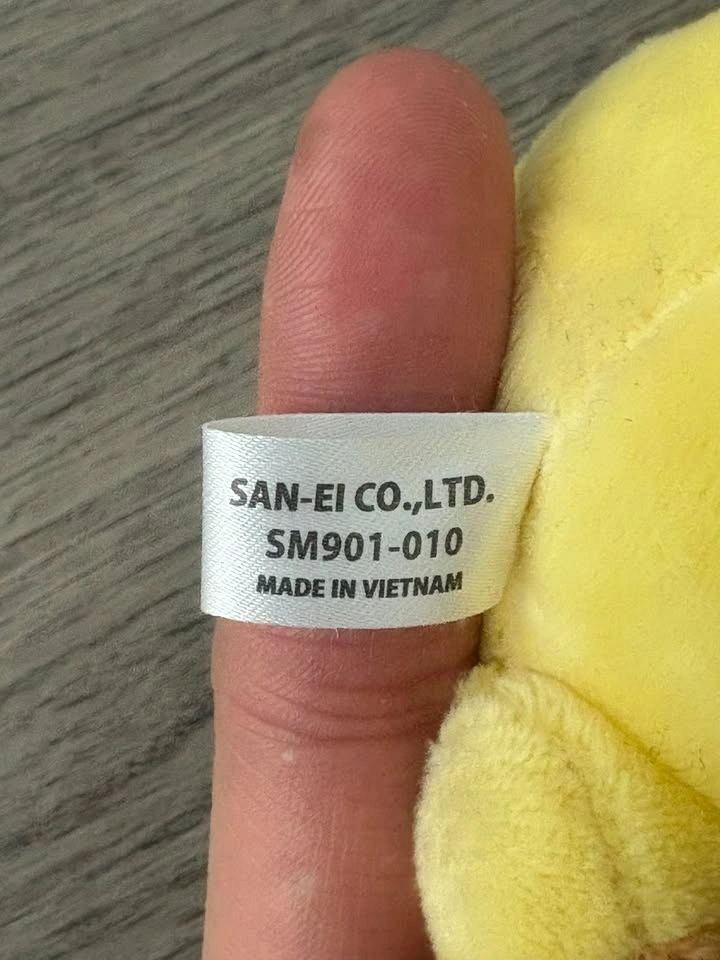 SAN-EI CO.,LTD.
SM901-010
MADE IN VIETNAM